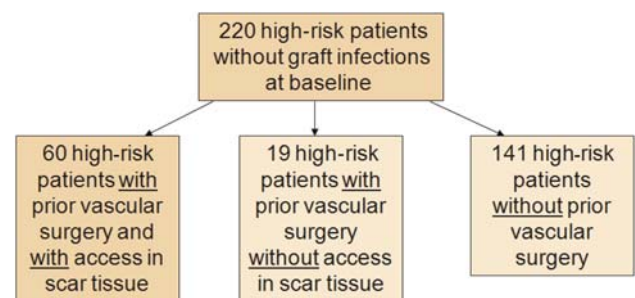 220 high-risk patients
without graft infections
at baseline
60 high-risk
patients with
prior vascular
surgery and
with access in
scar tissue
19 high-risk
patients with
prior vascular
surgery
without access
in scar tissue
141 high-risk
patients
without prior
vascular
surgery